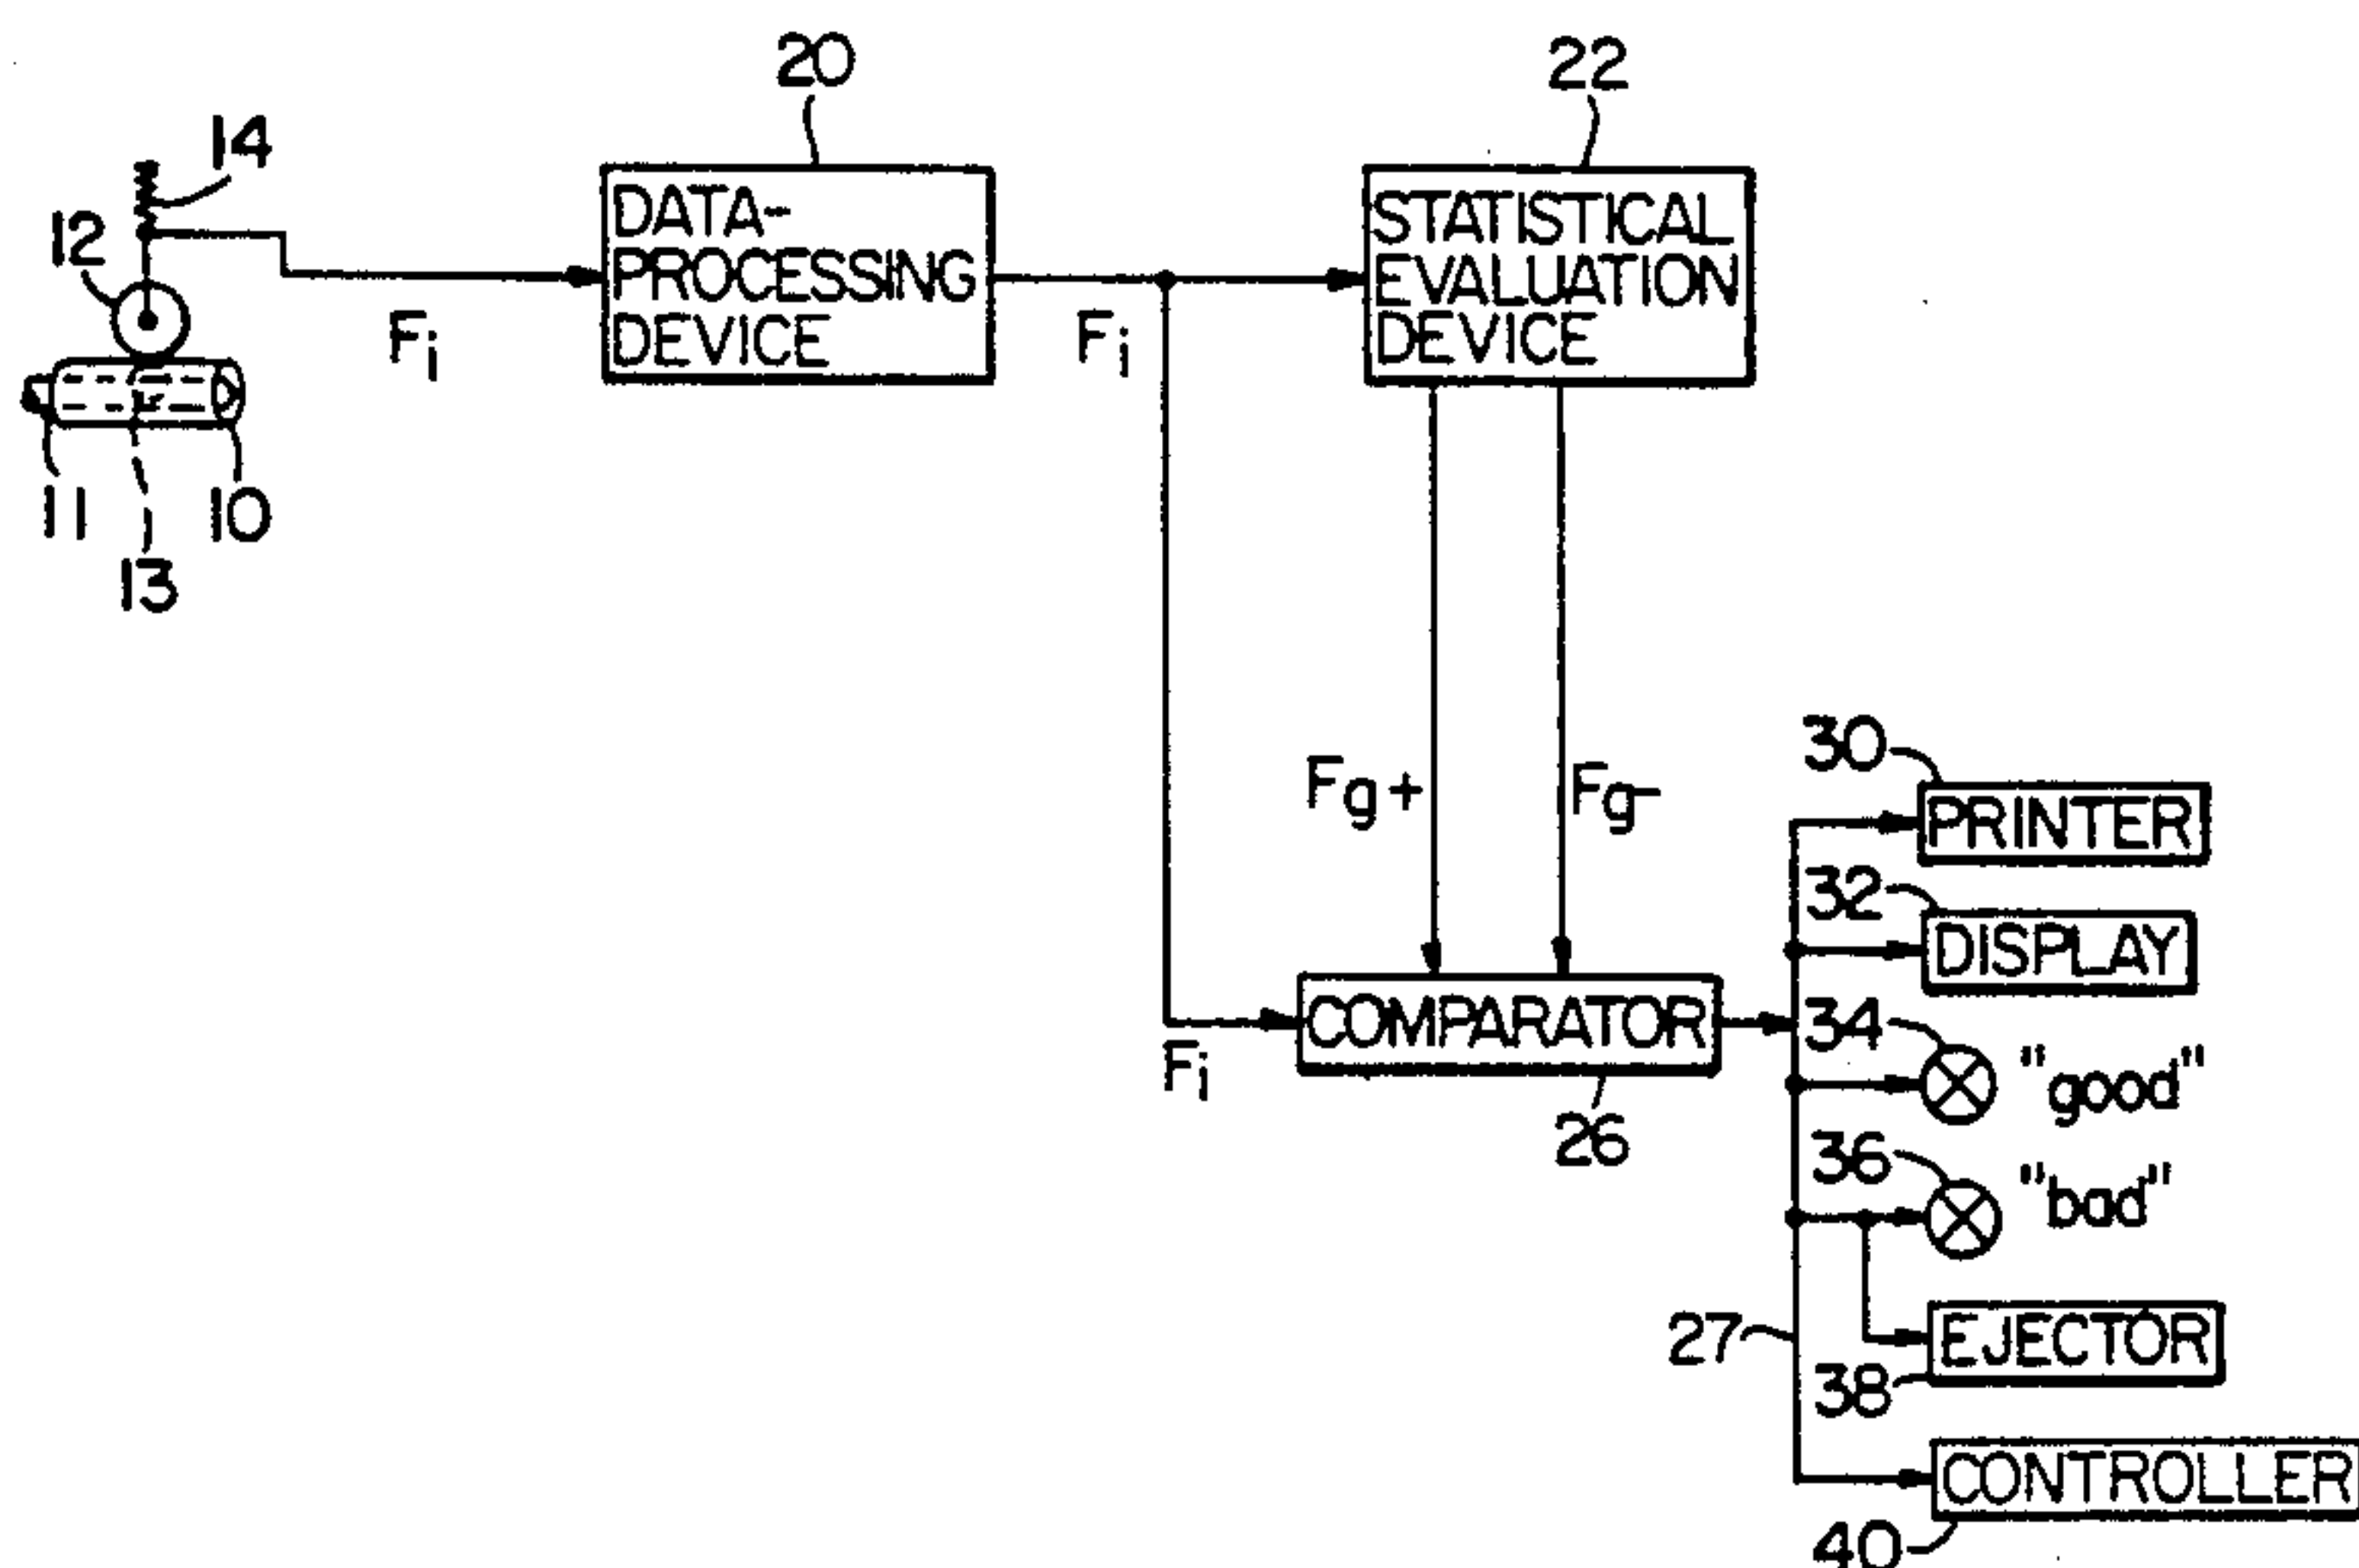 20
22
14
12
DATA-
PROCESSING
DEVICE
STATISTICAL
EVALUATION
DEVICE
Fi
Fi
11
10
13
Fg+
Fg-
30
PRINTER
32
DISPLAY
COMPARATOR
34
"good"
Fi
26
36
"bad"
27
EJECTOR
38
CONTROLLER
40